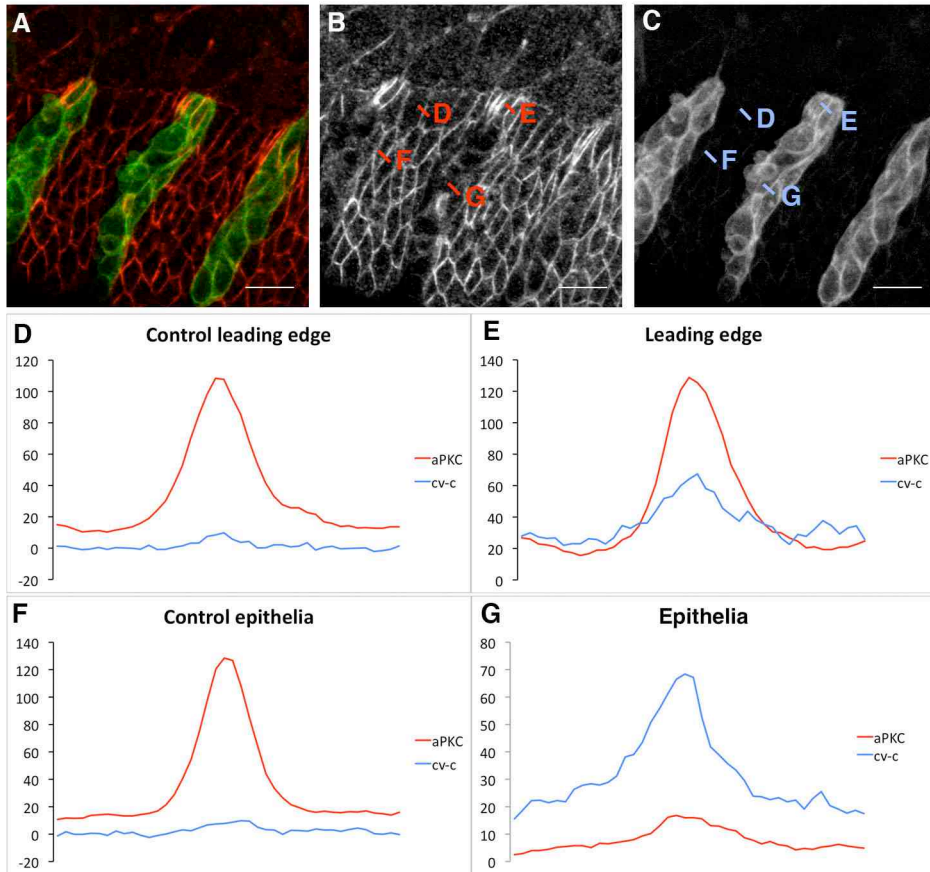 A
B
C
D
E
F
G
D
E
F
G
D
Control leading edge
120
100
80
60
40
20
0
-20
aPKC
cv-c
E
Leading edge
140
120
100
80
60
40
20
0
aPKC
cv-c
F
Control epithelia
140
120
100
80
60
40
20
0
-20
aPKC
cv-c
G
Epithelia
80
70
60
50
40
30
20
10
0
aPKC
cv-c